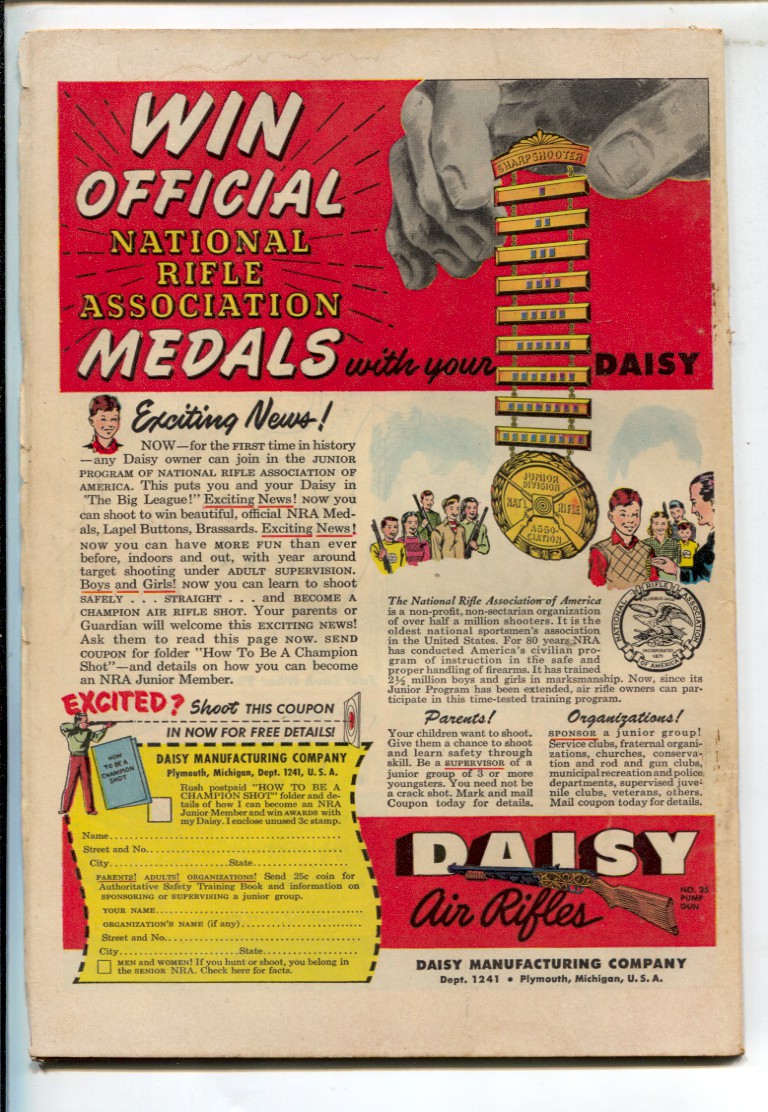 WIN
OFFICIAL
NATIONAL
RIFLE
ASSOCIATION
MEDALS with your DAISY
SHARPSHOOTER
JUNIOR
DIVISION
NAT'L RIFLE
ASSO-
CIATION
Exciting News!
NOW—for the FIRST time in history
—any Daisy owner can join in the JUNIOR
PROGRAM OF NATIONAL RIFLE ASSOCIATION OF
AMERICA. This puts you and your Daisy in
"The Big League!" Exciting News! NOW you
can shoot to win beautiful, official NRA Med-
als, Lapel Buttons, Brassards. Exciting News!
NOW you can have MORE FUN than ever
before, indoors and out, with year around
target shooting under ADULT SUPERVISION.
Boys and Girls! NOW you can learn to shoot
SAFELY . . . STRAIGHT . . . and BECOME A
CHAMPION AIR RIFLE SHOT. Your parents or
Guardian will welcome this EXCITING NEWS!
Ask them to read this page NOW. SEND
COUPON for folder "How To Be A Champion
Shot"—and details on how you can become
an NRA Junior Member.
The National Rifle Association of America
is a non-profit, non-sectarian organization
of over half a million shooters. It is the
oldest national sportsmen's association
in the United States. For 80 years NRA
has conducted America's civilian pro-
gram of instruction in the safe and
proper handling of firearms. It has trained
2½ million boys and girls in marksmanship. Now, since its
Junior Program has been extended, air rifle owners can par-
ticipate in this time-tested training program.
NATIONAL RIFLE ASSOCIATION
INCORPORATED
1871
OF AMERICA
Parents!
Your children want to shoot.
Give them a chance to shoot
and learn safety through
skill. Be a SUPERVISOR of a
junior group of 3 or more
youngsters. You need not be
a crack shot. Mark and mail
Coupon today for details.
Organizations!
SPONSOR a junior group!
Service clubs, fraternal organi-
zations, churches, conserva-
tion and rod and gun clubs,
municipal recreation and police
departments, supervised juve-
nile clubs, veterans, others.
Mail coupon today for details.
EXCITED? Shoot THIS COUPON
IN NOW FOR FREE DETAILS!
HOW
TO BE A
CHAMPION
SHOT
DAISY MANUFACTURING COMPANY
Plymouth, Michigan, Dept. 1241, U. S. A.
Rush postpaid "HOW TO BE A
CHAMPION SHOT" folder and de-
tails of how I can become an NRA
Junior Member and win AWARDS with
my Daisy. I enclose unused 3c stamp.
Name
Street and No.
City State
PARENTS! ADULTS! ORGANIZATIONS! Send 25c coin for
Authoritative Safety Training Book and information on
SPONSORING or SUPERVISING a junior group.
YOUR NAME
ORGANIZATION'S NAME (if any)
Street and No.
City State
MEN and WOMEN! If you hunt or shoot, you belong in
the SENIOR NRA. Check here for facts.
DAISY
Air Rifles
NO. 25
PUMP
GUN
DAISY MANUFACTURING COMPANY
Dept. 1241 • Plymouth, Michigan, U. S. A.